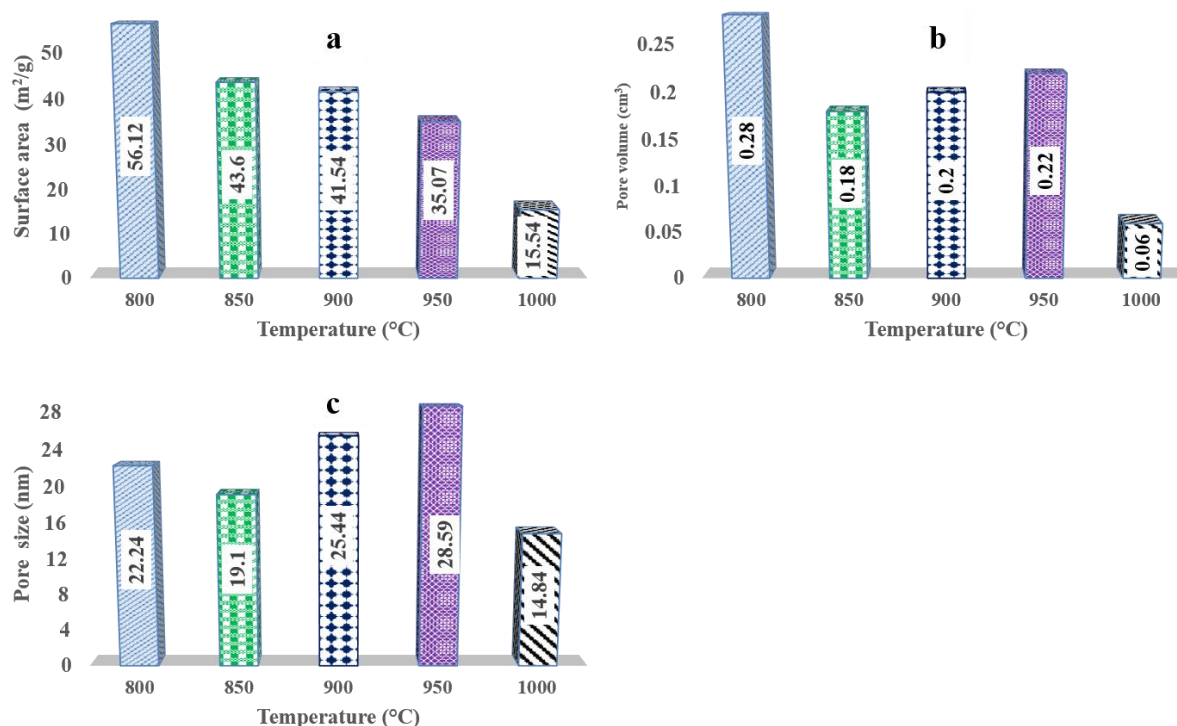 a
Surface area (m²/g)
50
40
30
20
10
0
56.12
43.6
41.54
35.07
15.54
800 850 900 950 1000
Temperature (°C)
b
Pore volume (cm³)
0.25
0.2
0.15
0.1
0.05
0
0.28
0.18
0.2
0.22
0.06
800 850 900 950 1000
Temperature (°C)
c
Pore size (nm)
28
24
20
16
12
8
4
0
22.24
19.1
25.44
28.59
14.84
800 850 900 950 1000
Temperature (°C)